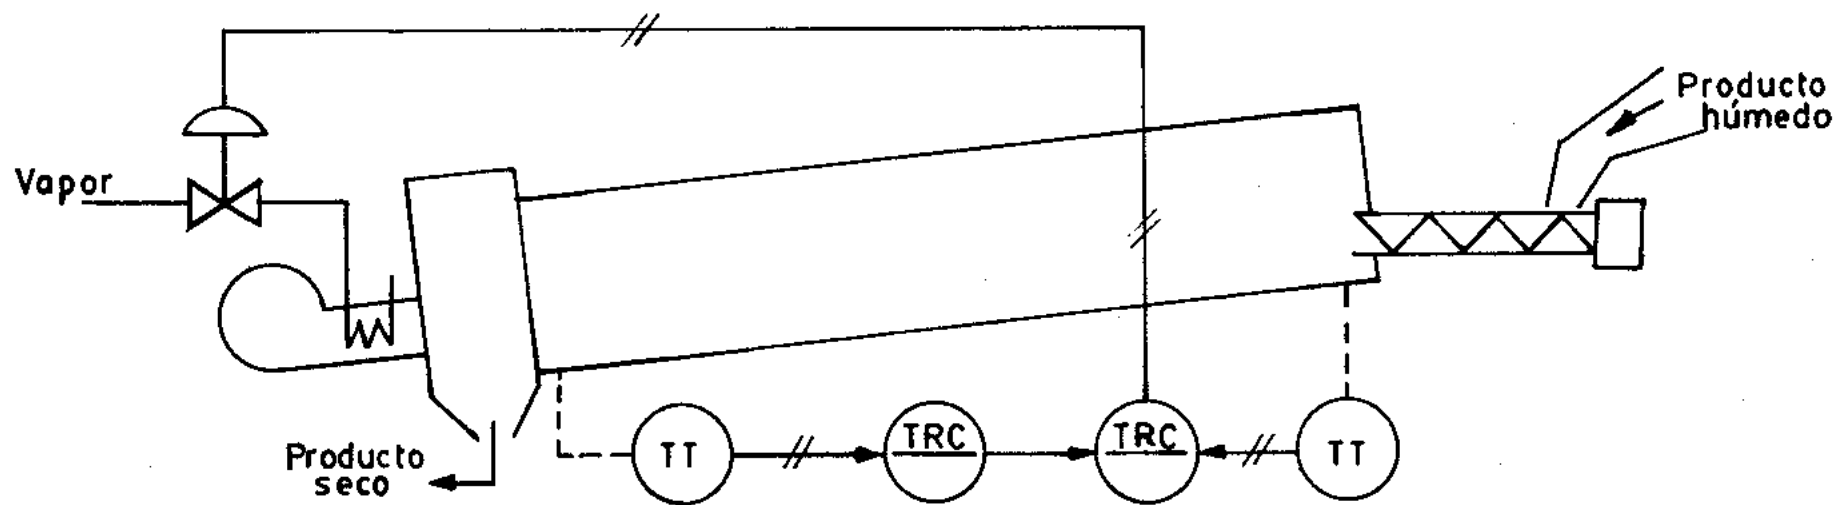 Producto
húmedo
Vapor
TT
TRC
TRC
TT
Producto
seco